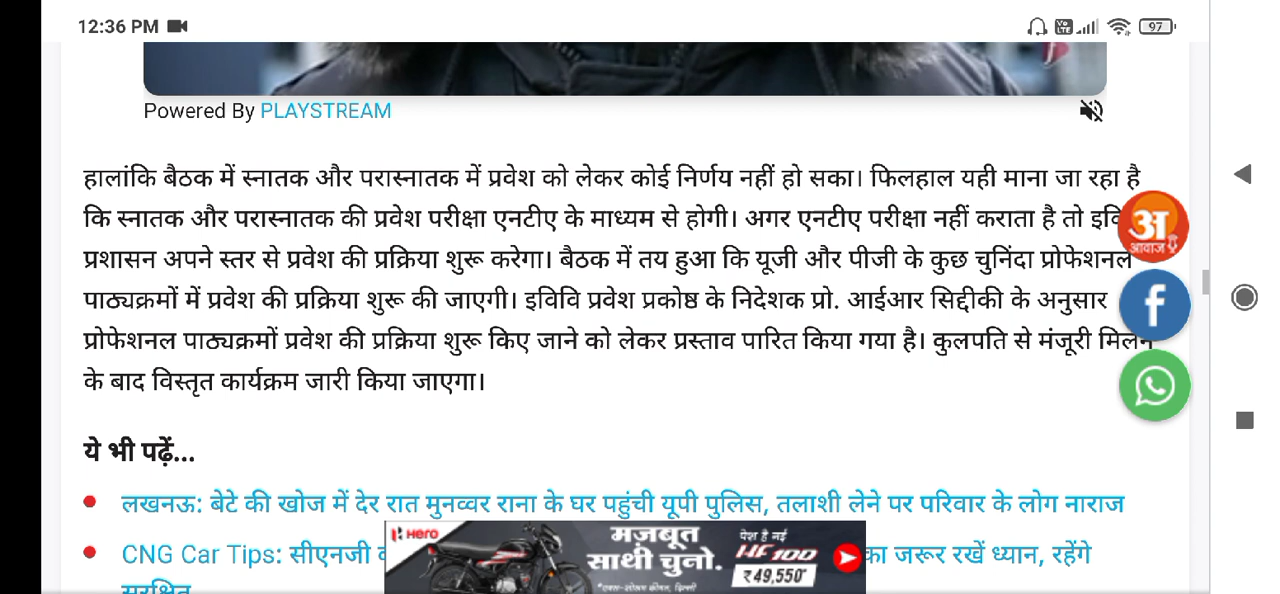 12:36 PM
Vo LTE
97
Powered By PLAYSTREAM
हालांकि बैठक में स्नातक और परास्नातक में प्रवेश को लेकर कोई निर्णय नहीं हो सका। फिलहाल यही माना जा रहा है
कि स्नातक और परास्नातक की प्रवेश परीक्षा एनटीए के माध्यम से होगी। अगर एनटीए परीक्षा नहीं कराता है तो
प्रशासन अपने स्तर से प्रवेश की प्रक्रिया शुरू करेगा। बैठक में तय हुआ कि यूजी और पीजी के कुछ चुनिंदा प्रोफेशनल
पाठ्यक्रमों में प्रवेश की प्रक्रिया शुरू की जाएगी। इविवि प्रवेश प्रकोष्ठ के निदेशक प्रो. आईआर सिद्दीकी के अनुसार
प्रोफेशनल पाठ्यक्रमों प्रवेश की प्रक्रिया शुरू किए जाने को लेकर प्रस्ताव पारित किया गया है। कुलपति से मंजूरी मिलने
के बाद विस्तृत कार्यक्रम जारी किया जाएगा।
अ
आवाज
f
ये भी पढ़ें...
लखनऊ: बेटे की खोज में देर रात मुनव्वर राना के घर पहुंची यूपी पुलिस, तलाशी लेने पर परिवार के लोग नाराज
CNG Car Tips: सीएनजी का जरूर रखें ध्यान, रहेंगे
Hero
मज़बूत
साथी चुनो.
पेश है नई
HF 100
₹49,550*